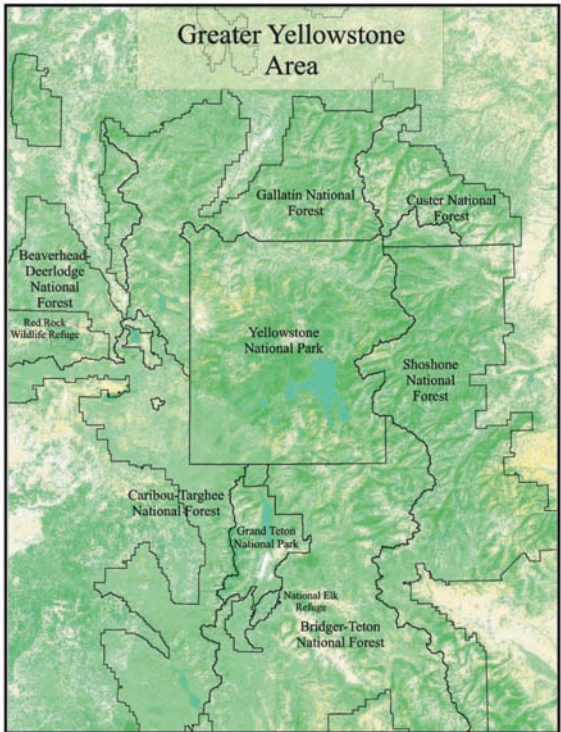 Greater Yellowstone
Area
Gallatin National
Forest
Custer National
Forest
Beaverhead-
Deerlodge
National
Forest
Red Rock
Wildlife Refuge
Yellowstone
National Park
Shoshone
National
Forest
Caribou-Targhee
National Forest
Grand Teton
National Park
National Elk
Refuge
Bridger-Teton
National Forest